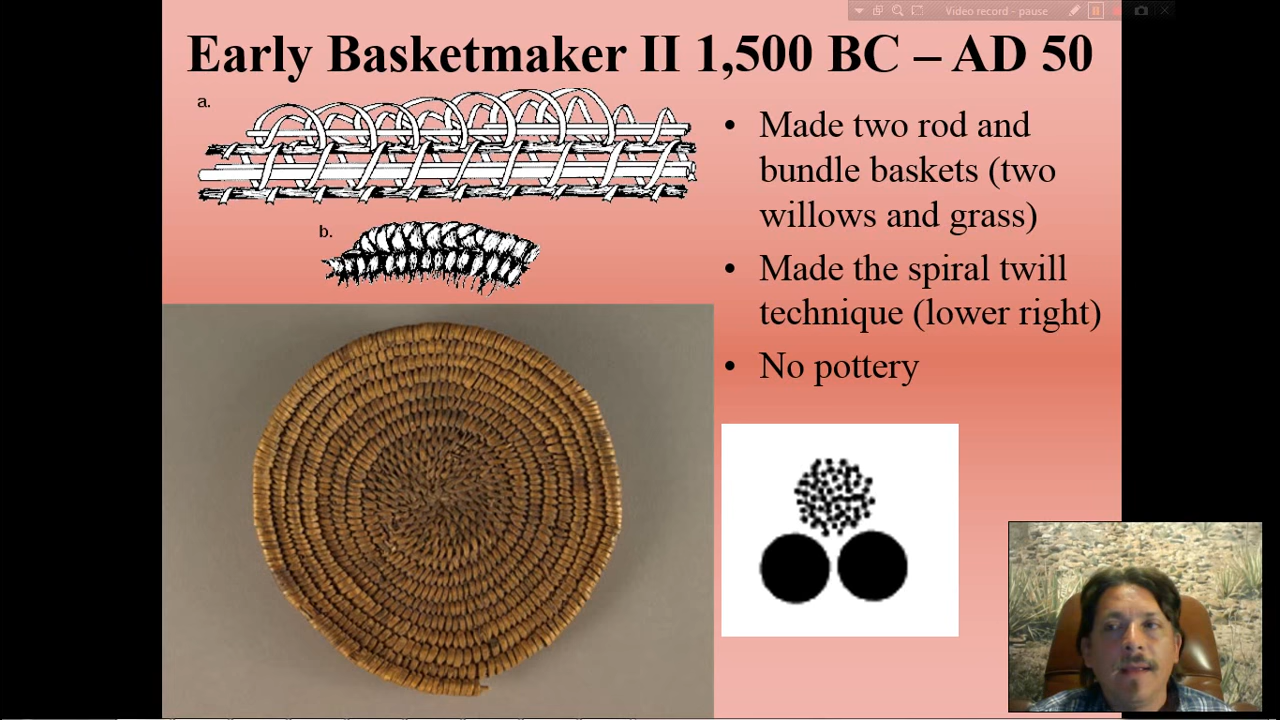 Video record - pause
Early Basketmaker II 1,500 BC – AD 50
a.
b.
• Made two rod and
bundle baskets (two
willows and grass)
• Made the spiral twill
technique (lower right)
• No pottery